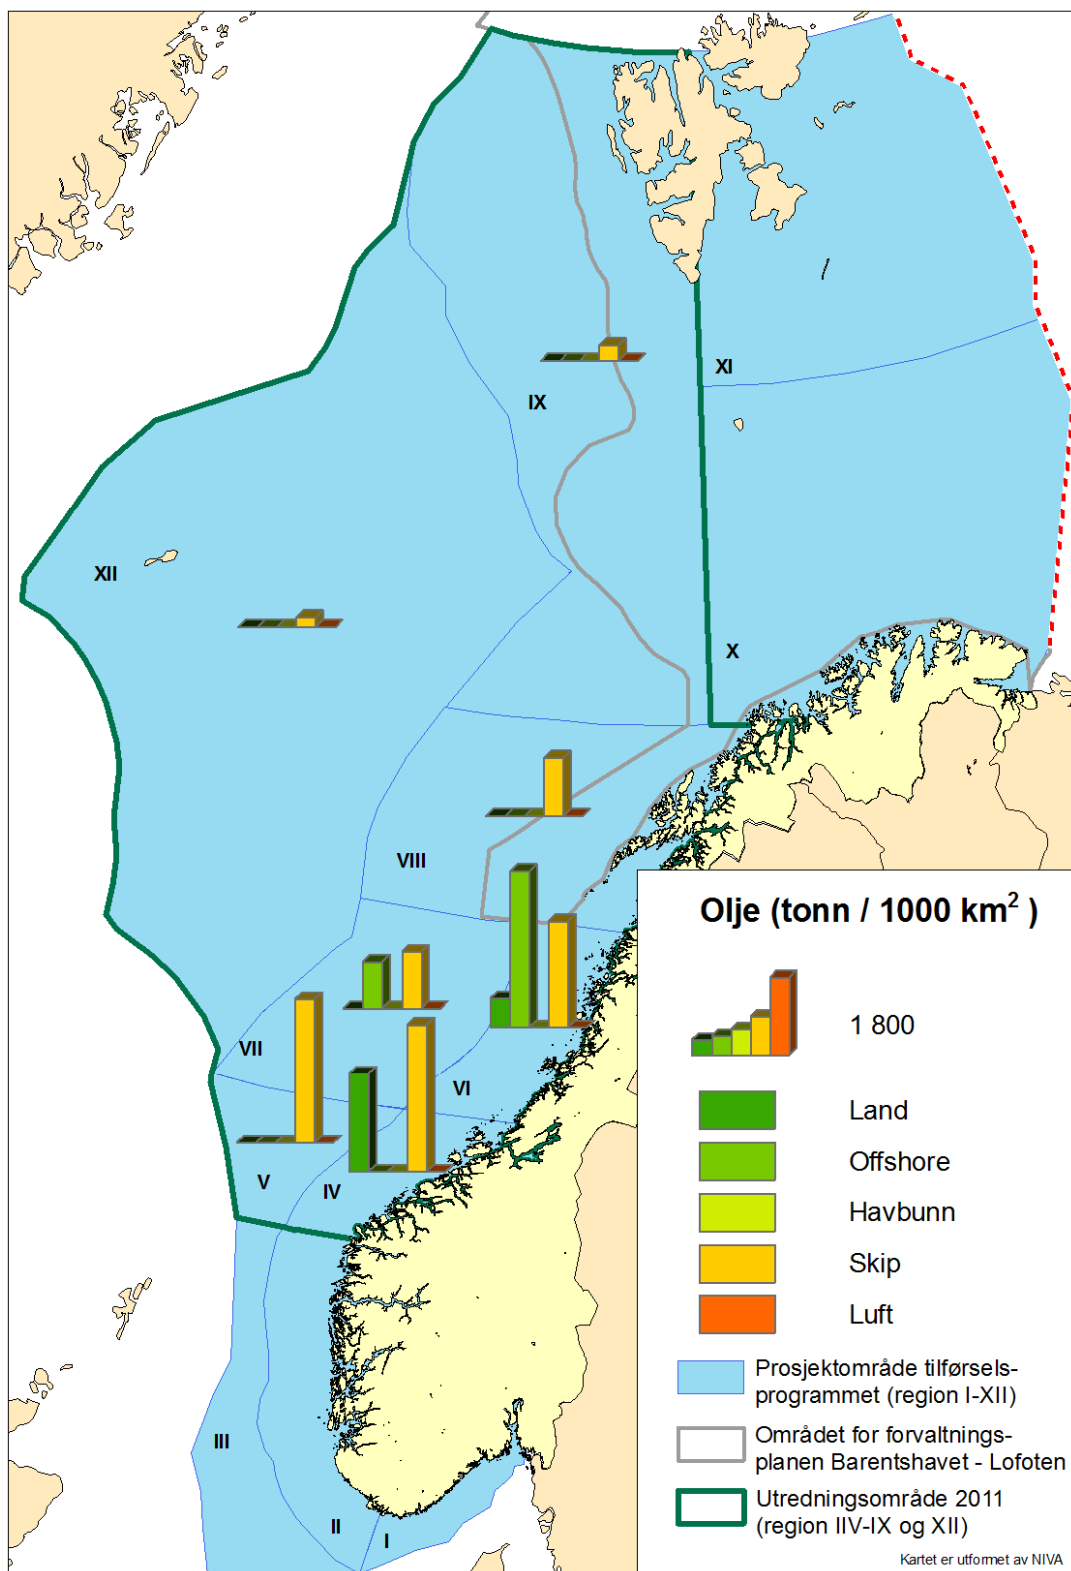 XI
IX
XII
X
VIII
VII
VI
V
IV
III
II
I
Olje (tonn / 1000 km² )
1 800
Land
Offshore
Havbunn
Skip
Luft
Prosjektområde tilførsels-
programmet (region I-XII)
Området for forvaltnings-
planen Barentshavet - Lofoten
Utredningsområde 2011
(region IIV-IX og XII)
Kartet er utformet av NIVA